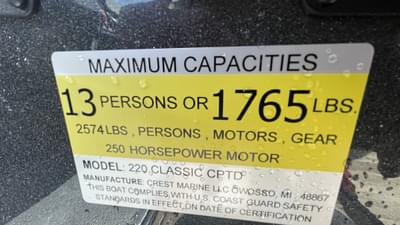 MAXIMUM CAPACITIES
13 PERSONS OR 1765 LBS.
2574 LBS , PERSONS , MOTORS , GEAR
250 HORSEPOWER MOTOR
MODEL: 220 CLASSIC CPTD
MANUFACTURE: CREST MARINE LLC OWOSSO, MI , 48867
THIS BOAT COMPLIES WITH U.S. COAST GUARD SAFETY
STANDARDS IN EFFECT ON DATE OF CERTIFICATION